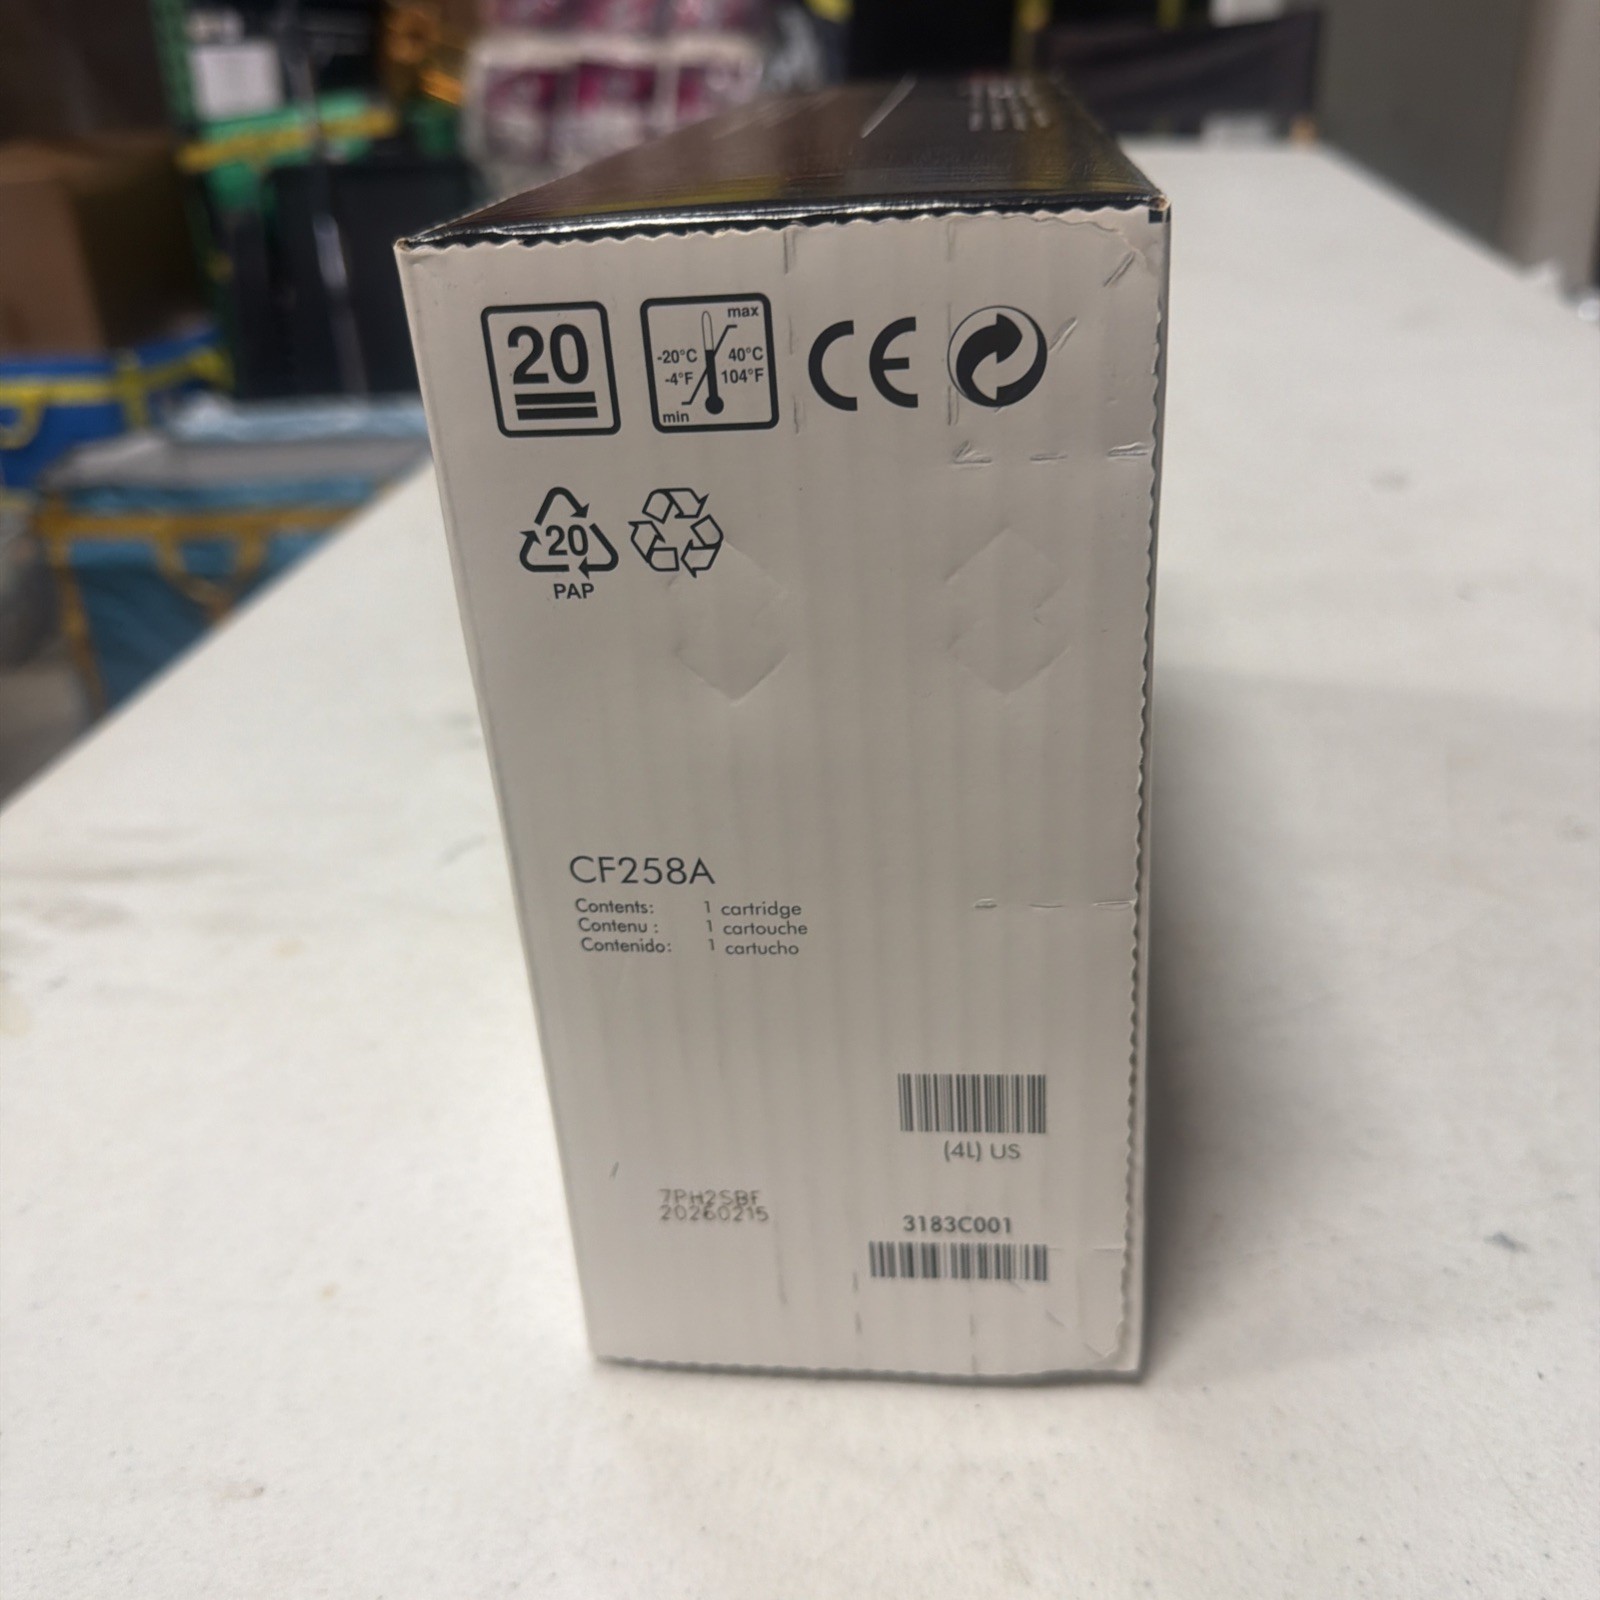 20
max
-20°C 40°C
-4°F 104°F
min
CE
20
PAP
CF258A
Contents: 1 cartridge
Contenu : 1 cartouche
Contenido: 1 cartucho
(4L) US
7PH2SBF
20260215
3183C001